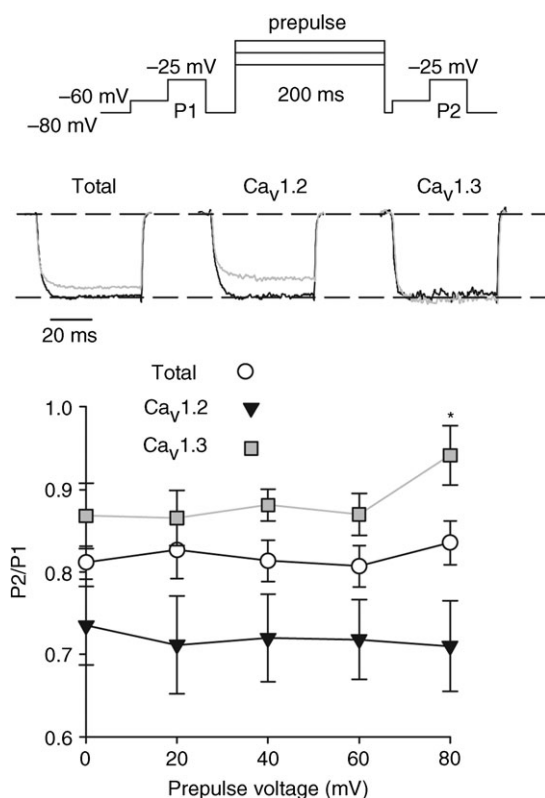 prepulse
–25 mV
–25 mV
–60 mV
200 ms
P1
P2
–80 mV
Total
Cav1.2
Cav1.3
20 ms
Total
Cav1.2
Cav1.3
1.0
*
0.9
0.8
0.7
0.6
P2/P1
0
20
40
60
80
Prepulse voltage (mV)